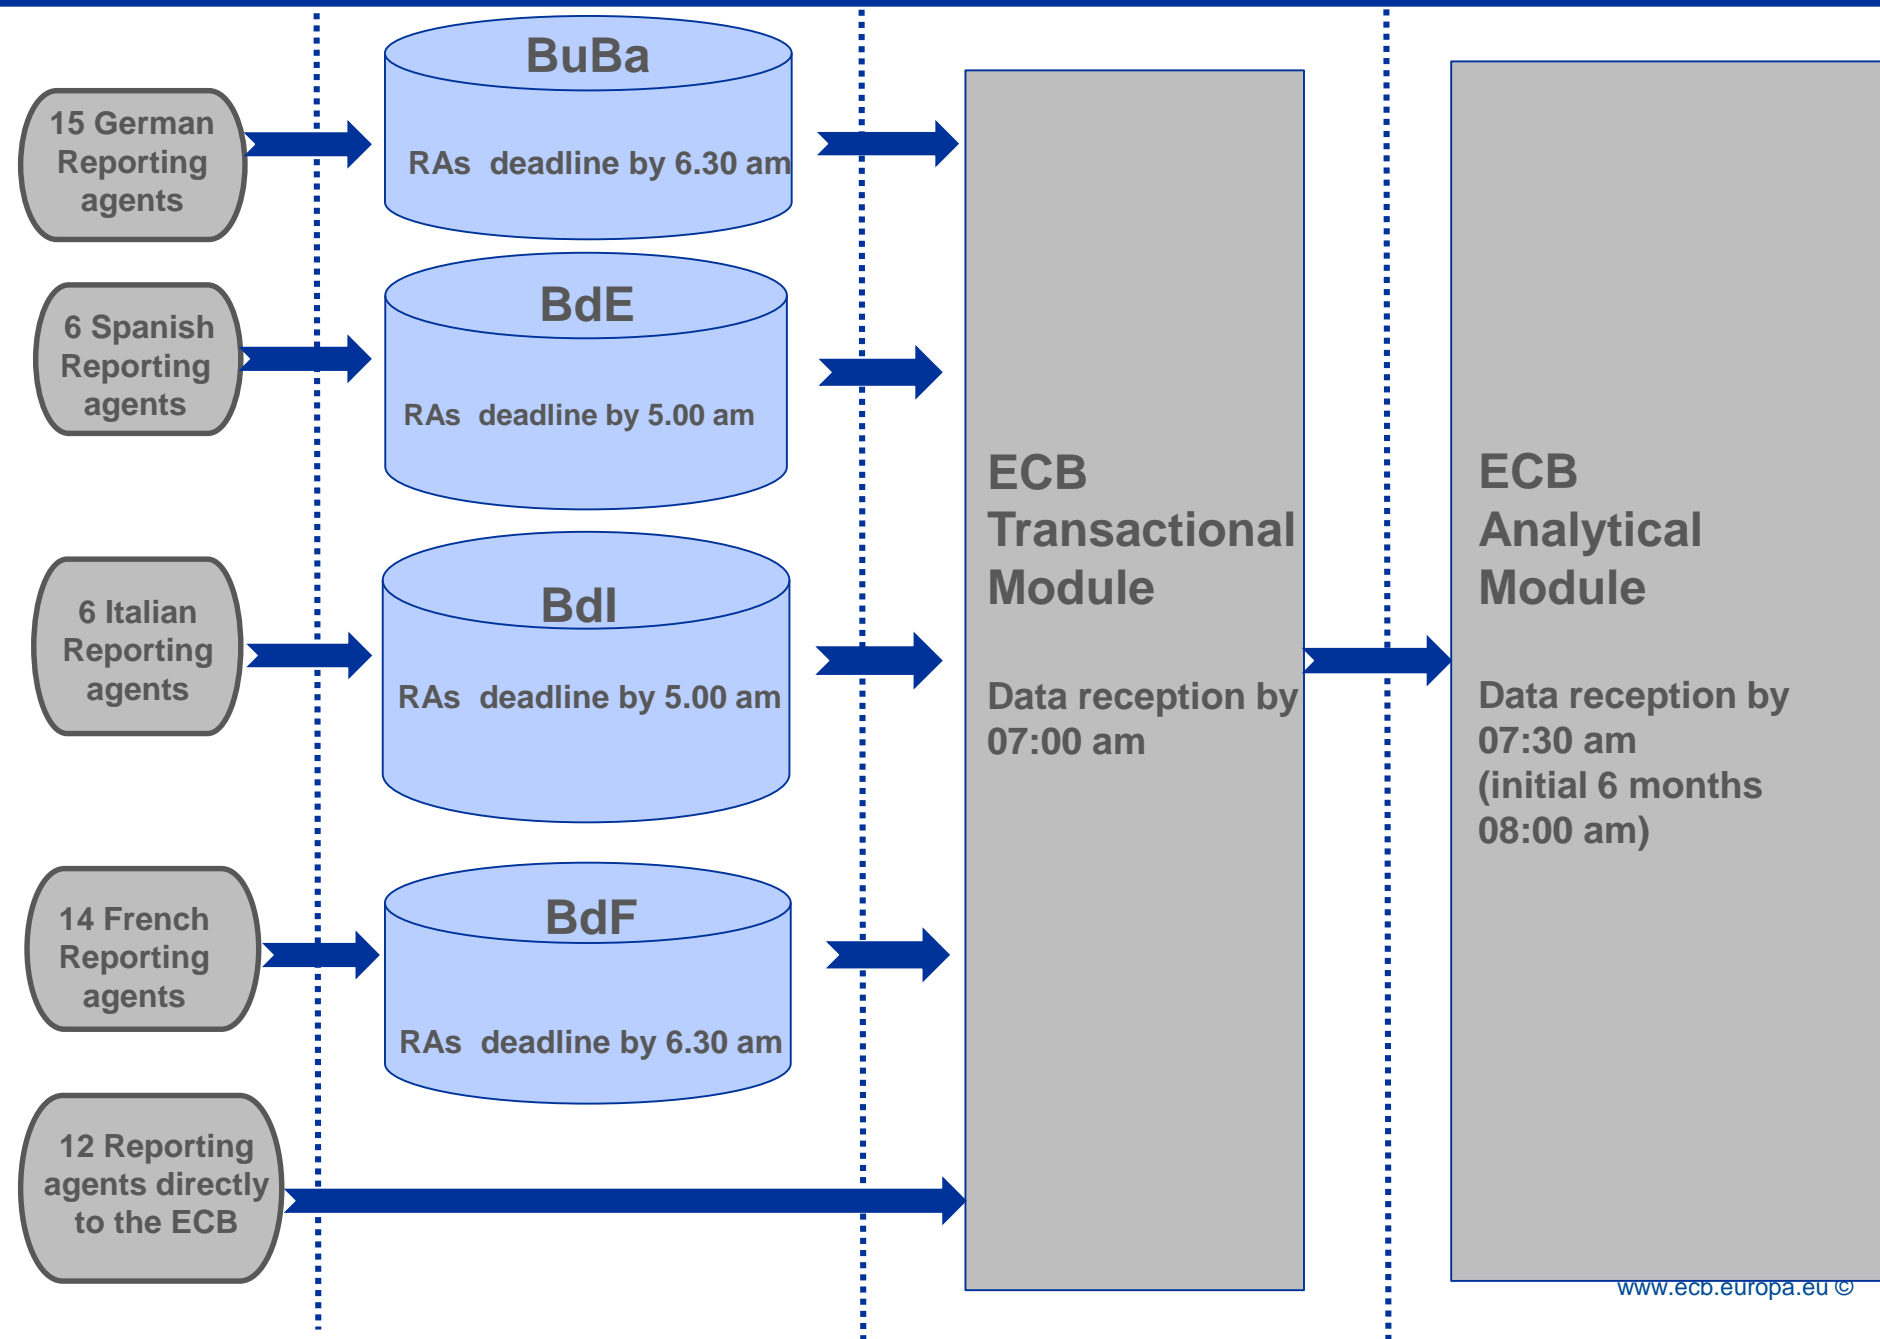 BuBa
15 German
Reporting
agents
RAs  deadline by 6.30 am
BdE
6 Spanish
Reporting
agents
RAs  deadline by 5.00 am
BdI
6 Italian
Reporting
agents
RAs  deadline by 5.00 am
BdF
14 French
Reporting
agents
RAs  deadline by 6.30 am
12 Reporting
agents directly
to the ECB
ECB
Transactional
Module
Data reception by
07:00 am
ECB
Analytical
Module
Data reception by
07:30 am
(initial 6 months
08:00 am)
www.ecb.europa.eu ©